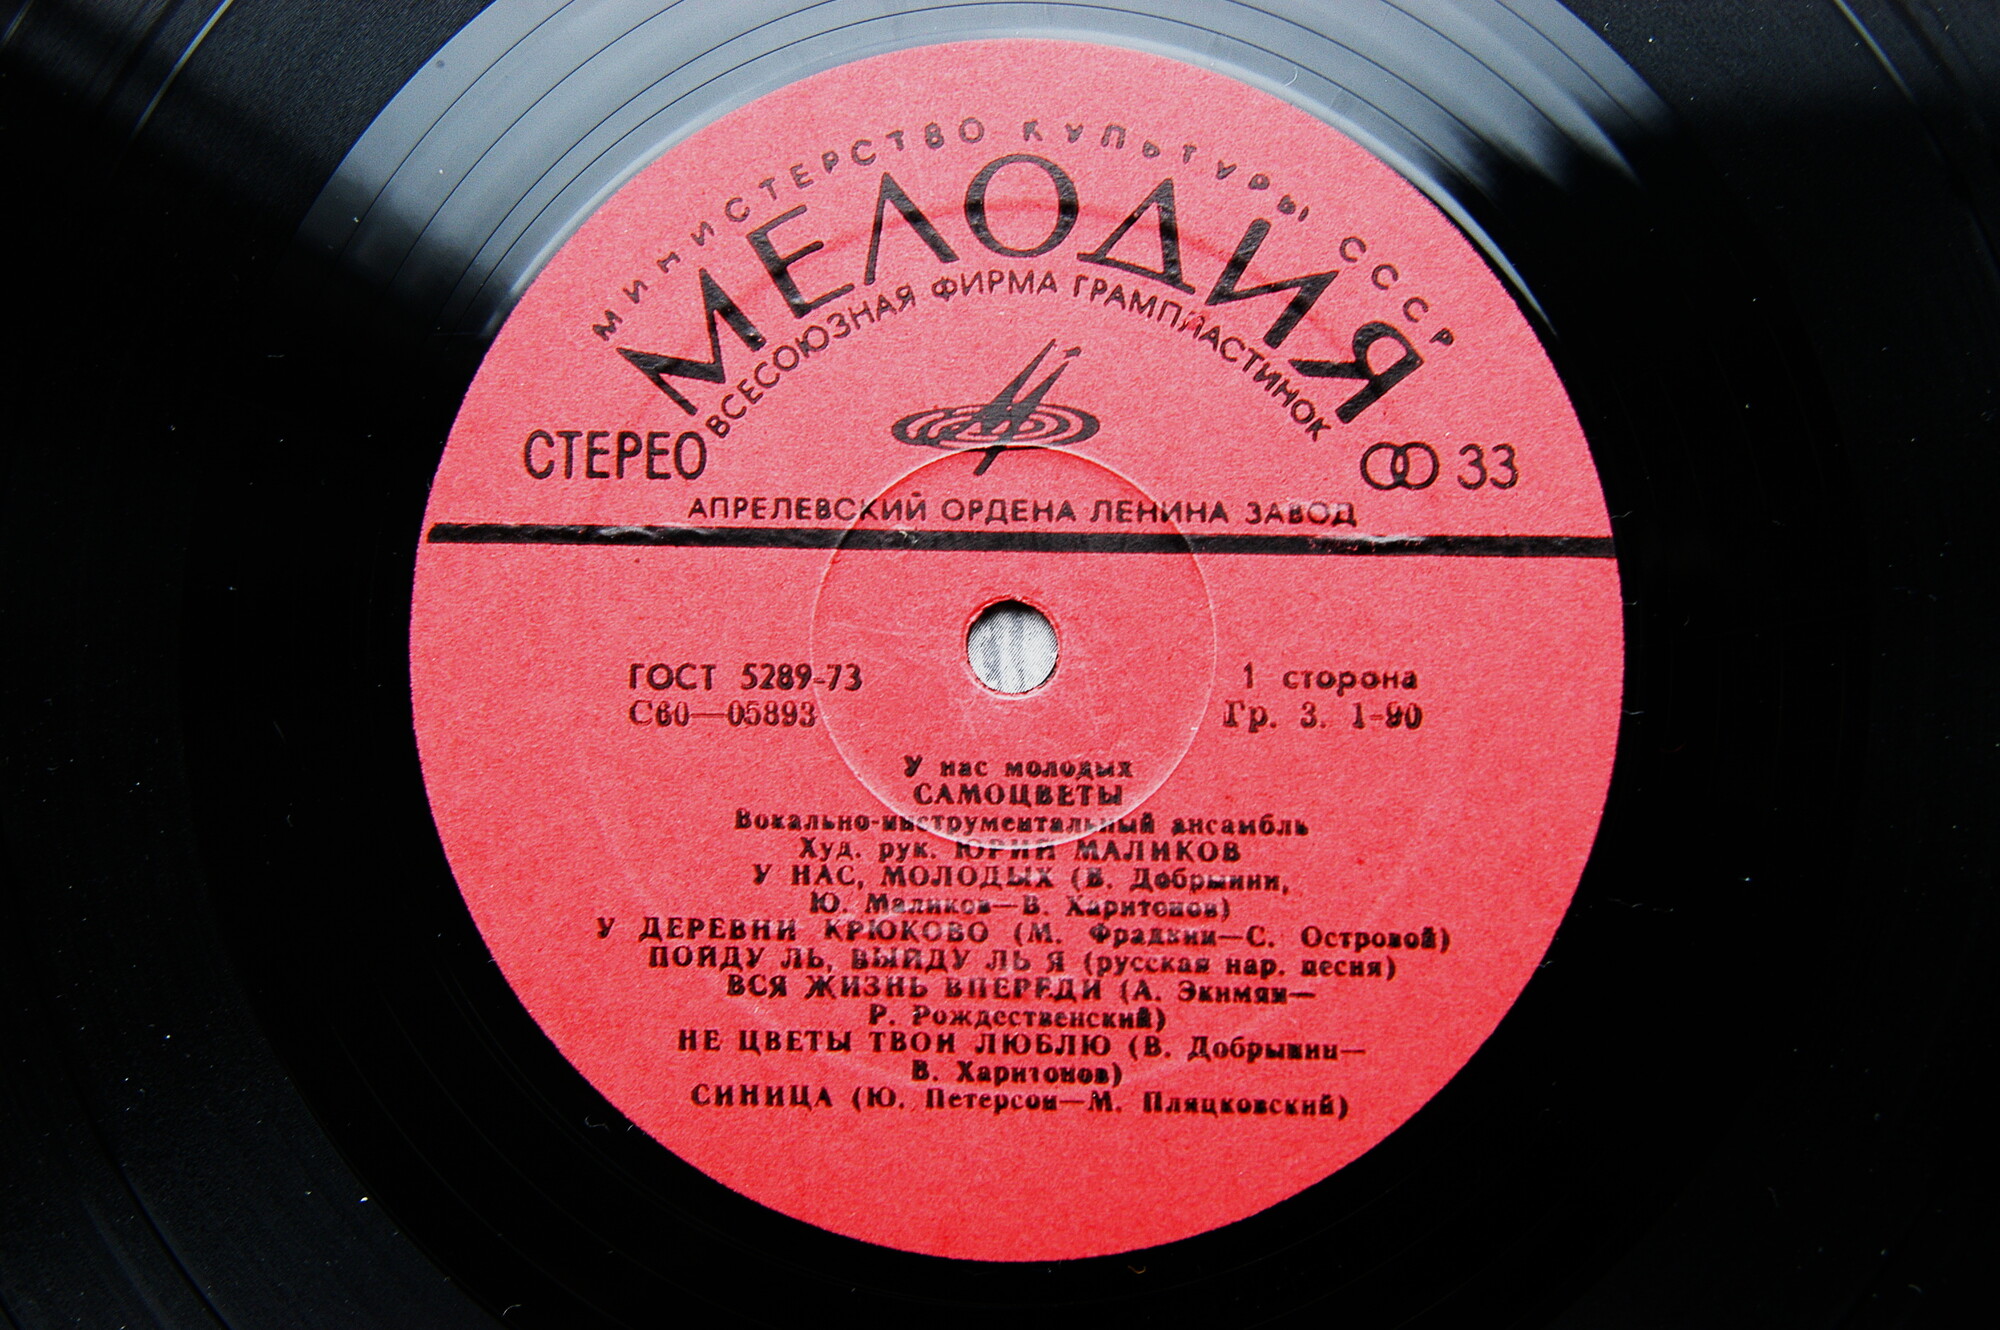 МИНИСТЕРСТВО КУЛЬТУРЫ СССР
МЕЛОДИЯ
ВСЕСОЮЗНАЯ ФИРМА ГРАМПЛАСТИНОК
СТЕРЕО
33
АПРЕЛЕВСКИЙ ОРДЕНА ЛЕНИНА ЗАВОД
ГОСТ 5289-73
1 сторона
С60—05893
Гр. 3. 1-90
У нас молодых
САМОЦВЕТЫ
Вокально-инструментальный ансамбль
Худ. рук. ЮРИЙ МАЛИКОВ
У НАС, МОЛОДЫХ (В. Добрынин,
Ю. Маликов—В. Харитонов)
У ДЕРЕВНИ КРЮКОВО (М. Фрадкин—С. Островой)
ПОЙДУ ЛЬ, ВЫЙДУ ЛЬ Я (русская нар. песня)
ВСЯ ЖИЗНЬ ВПЕРЕДИ (А. Экимян—
Р. Рождественский)
НЕ ЦВЕТЫ ТВОИ ЛЮБЛЮ (В. Добрынин—
В. Харитонов)
СИНИЦА (Ю. Петерсон—М. Пляцковский)